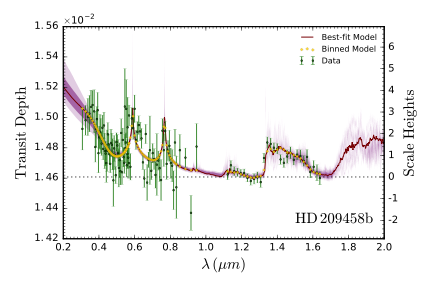 ×10⁻²
1.56
1.54
1.52
1.50
1.48
1.46
1.44
1.42
Transit Depth
Best-fit Model
Binned Model
Data
HD 209458b
6
5
4
3
2
1
0
-1
-2
Scale Heights
0.2 0.4 0.6 0.8 1.0 1.2 1.4 1.6 1.8 2.0
λ (μm)